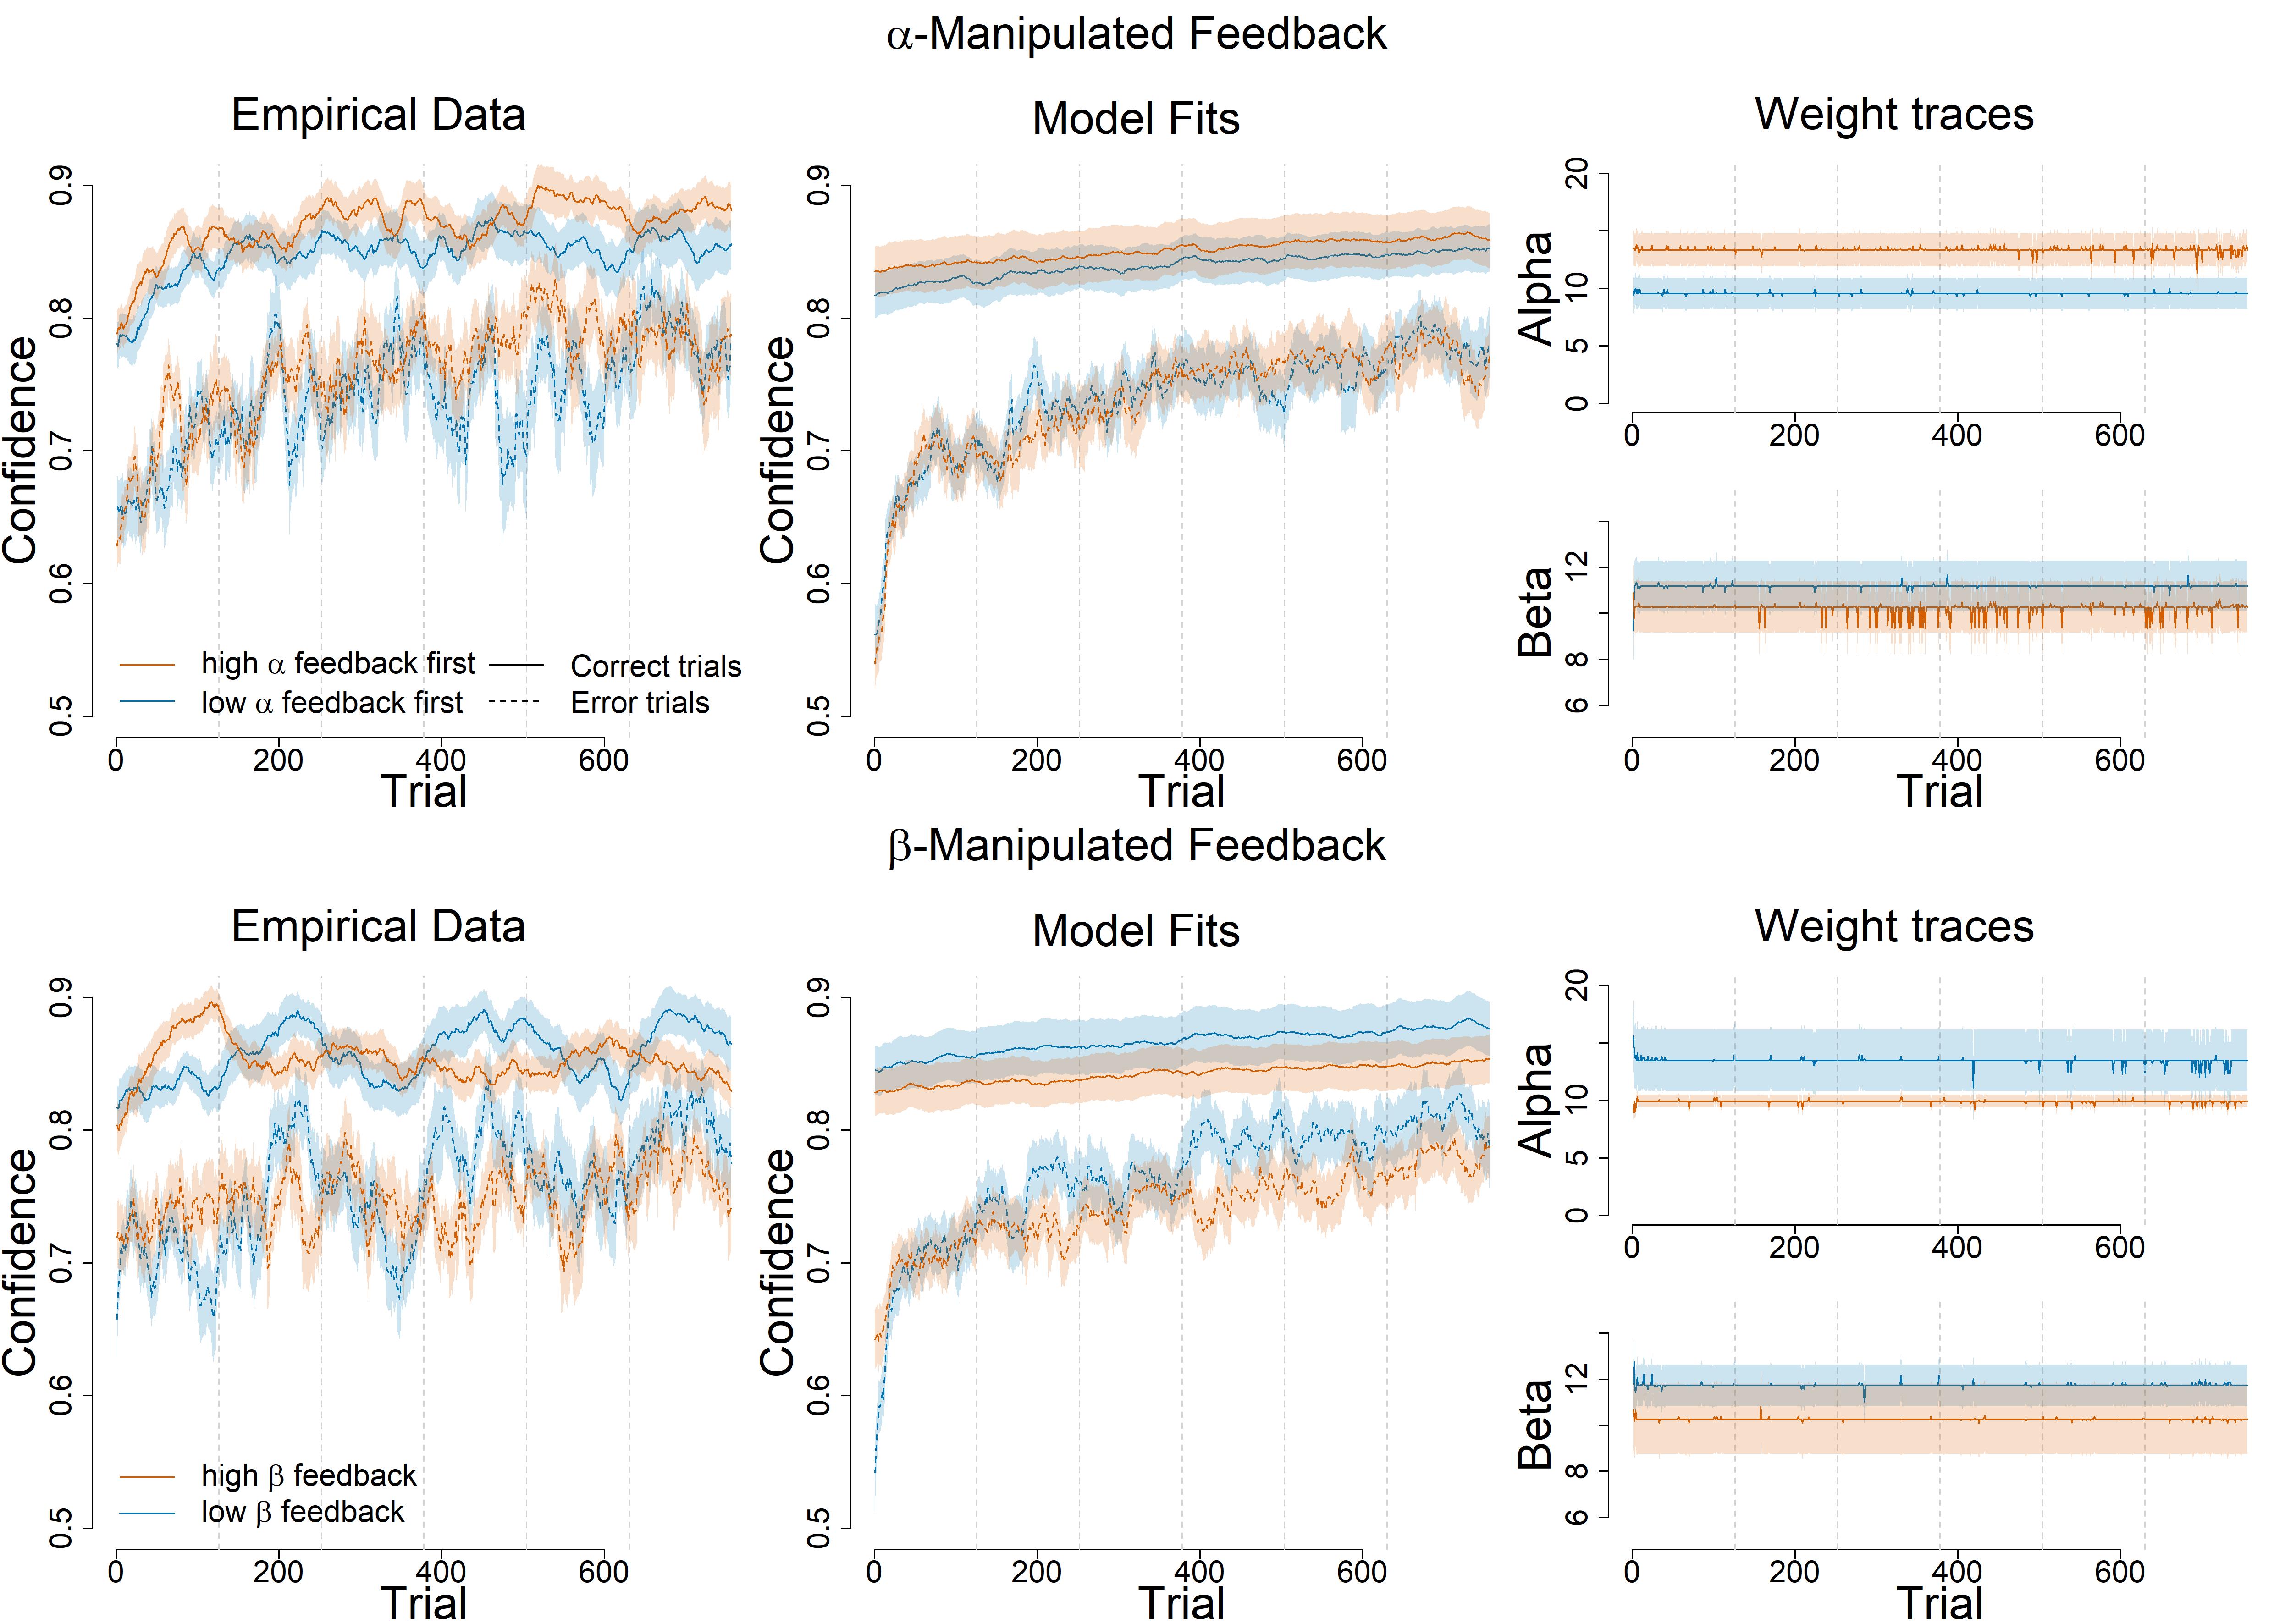 α-Manipulated Feedback
Empirical Data
Model Fits
Weight traces
Confidence
0.5 0.6 0.7 0.8 0.9
high α feedback first
low α feedback first
Correct trials
Error trials
0 200 400 600
Trial
Confidence
0.5 0.6 0.7 0.8 0.9
0 200 400 600
Trial
Alpha
0 5 10 20
0 200 400 600
Beta
6 8 12
0 200 400 600
Trial
β-Manipulated Feedback
Empirical Data
Model Fits
Weight traces
Confidence
0.5 0.6 0.7 0.8 0.9
high β feedback
low β feedback
0 200 400 600
Trial
Confidence
0.5 0.6 0.7 0.8 0.9
0 200 400 600
Trial
Alpha
0 5 10 20
0 200 400 600
Beta
6 8 12
0 200 400 600
Trial